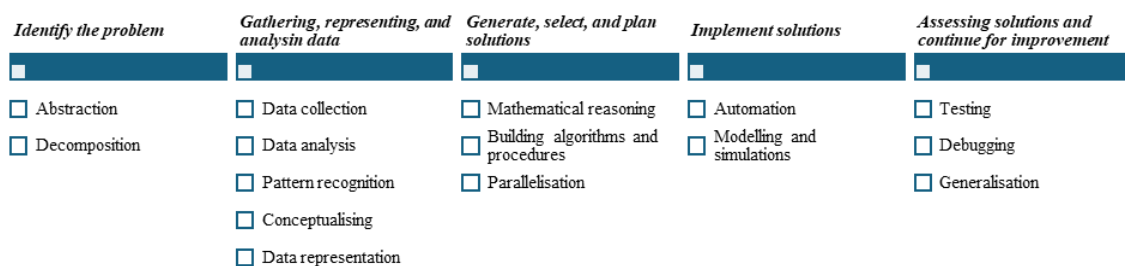 Identify the problem
Gathering, representing, and
analysin data
Generate, select, and plan
solutions
Implement solutions
Assessing solutions and
continue for improvement
Abstraction
Decomposition
Data collection
Data analysis
Pattern recognition
Conceptualising
Data representation
Mathematical reasoning
Building algorithms and
procedures
Parallelisation
Automation
Modelling and
simulations
Testing
Debugging
Generalisation